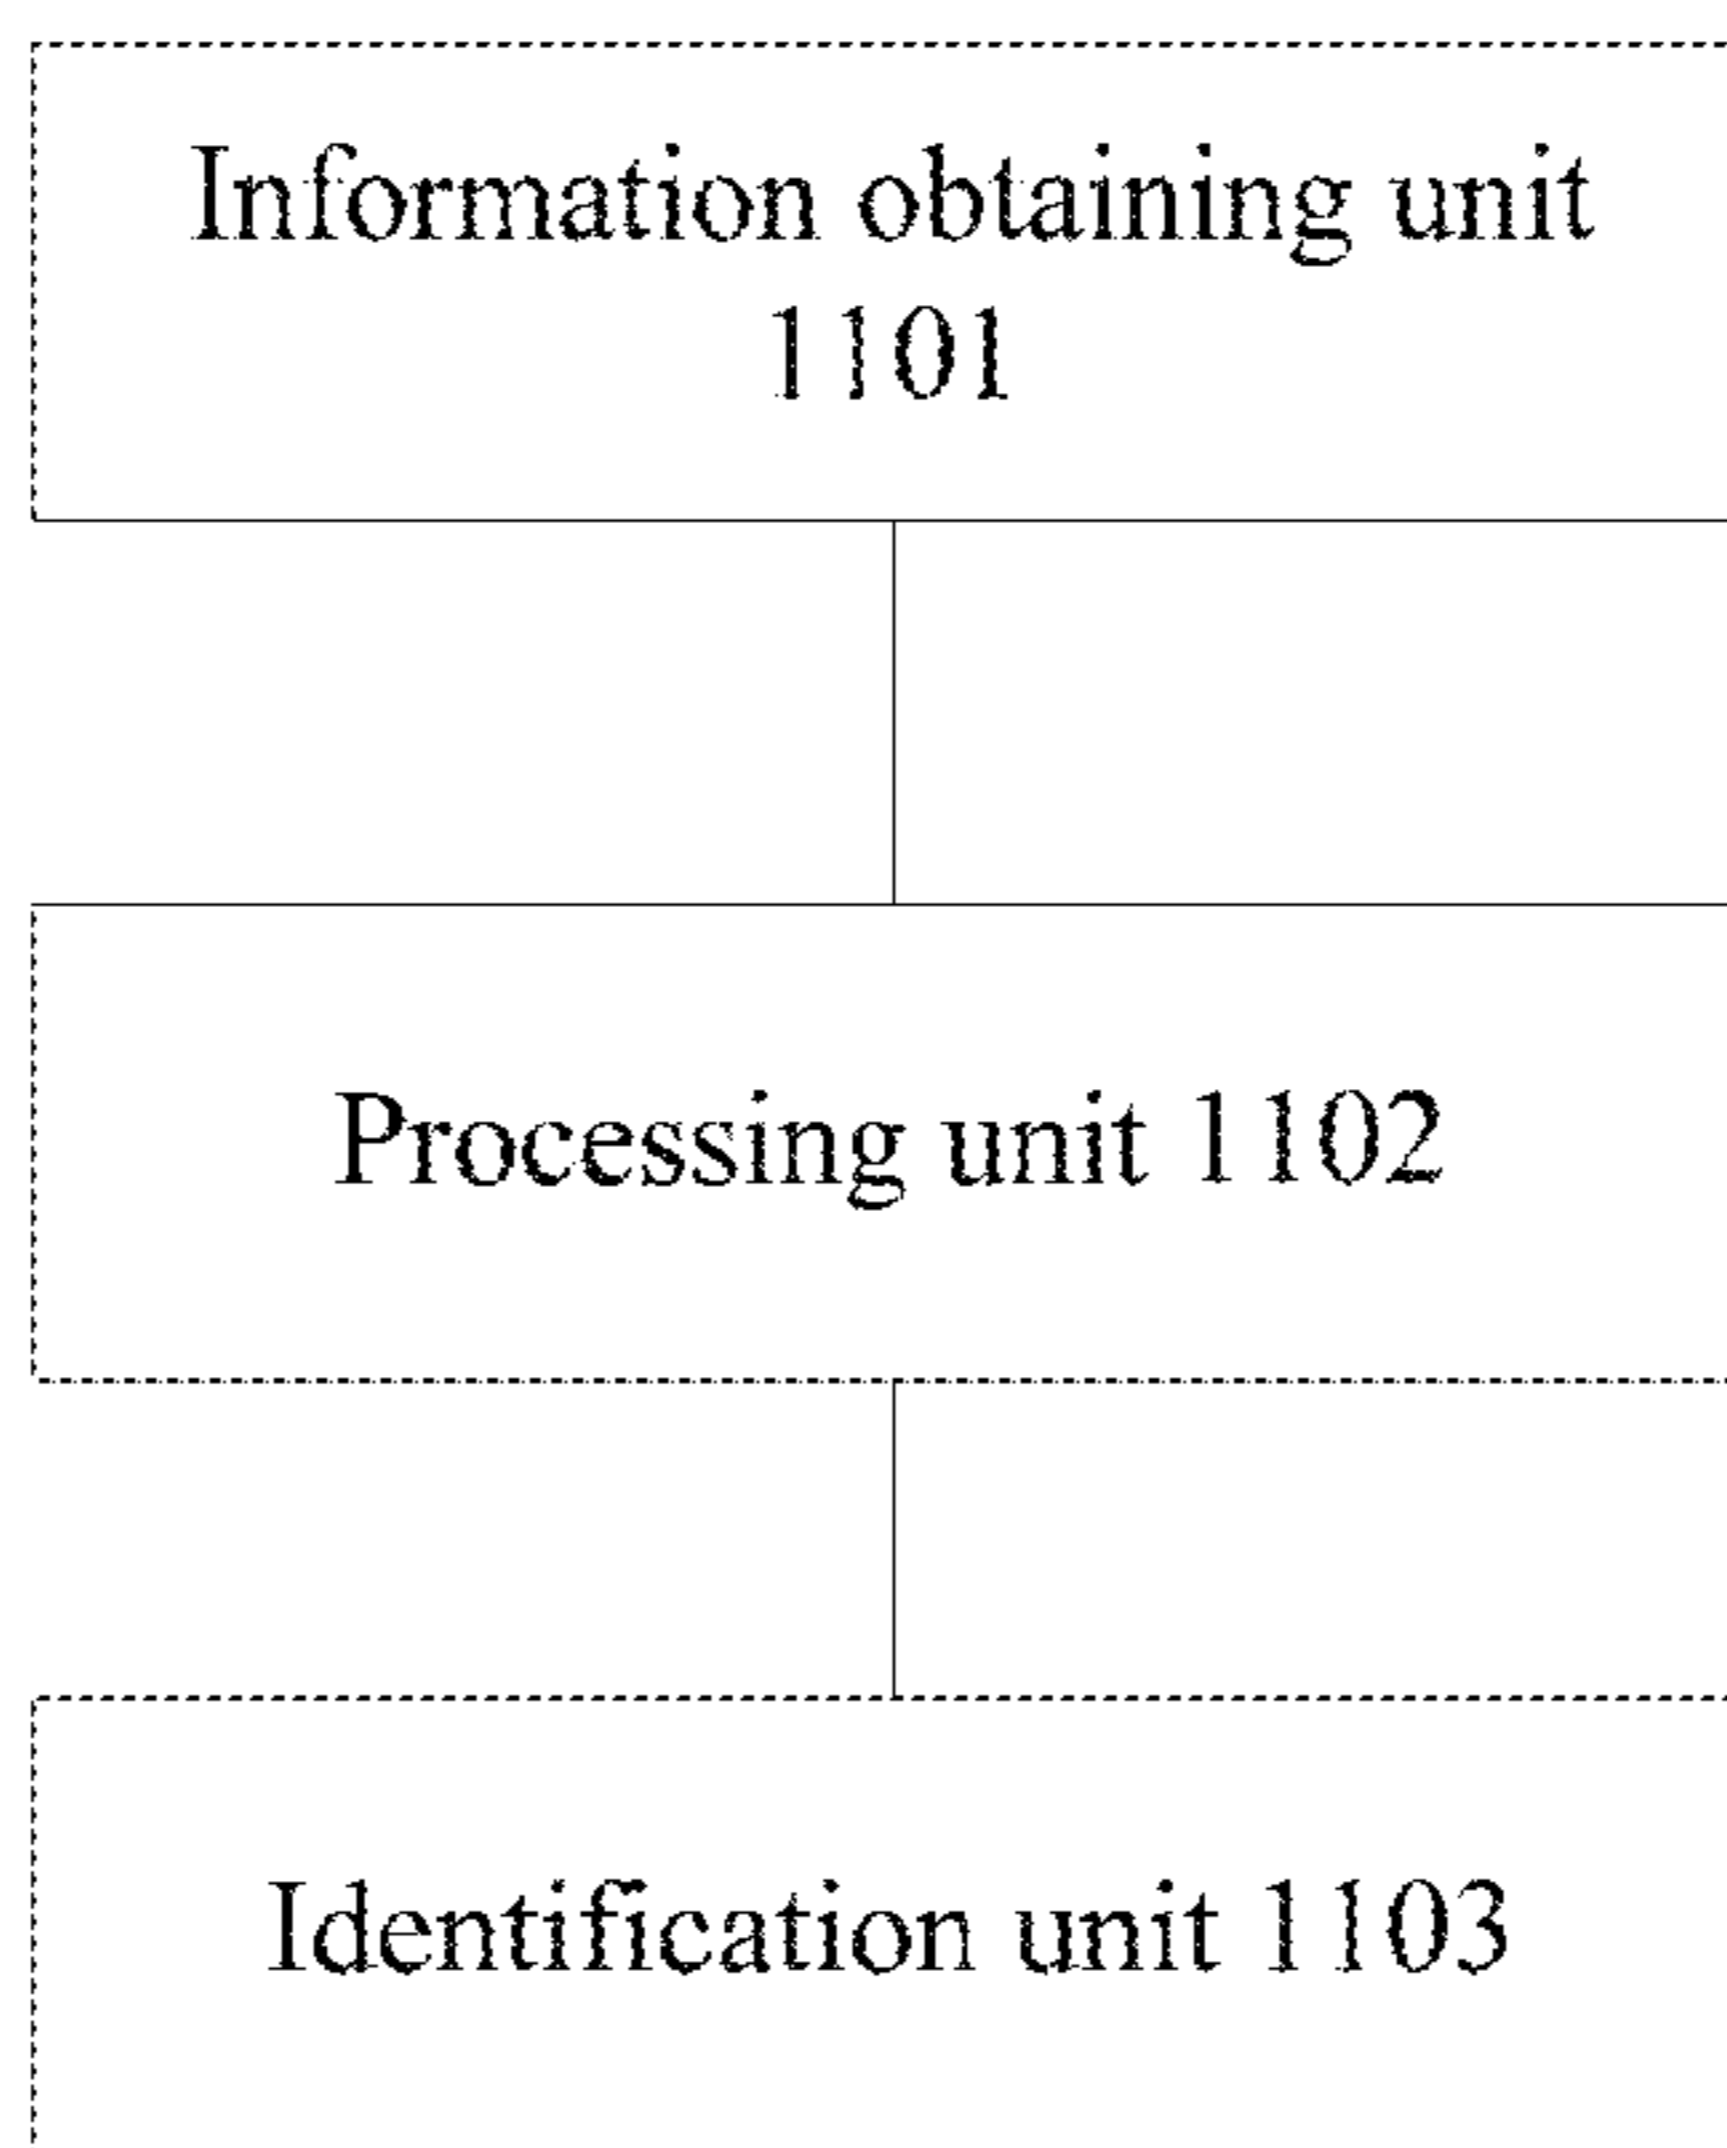 Information obtaining unit
1101
Processing unit 1102
Identification unit 1103